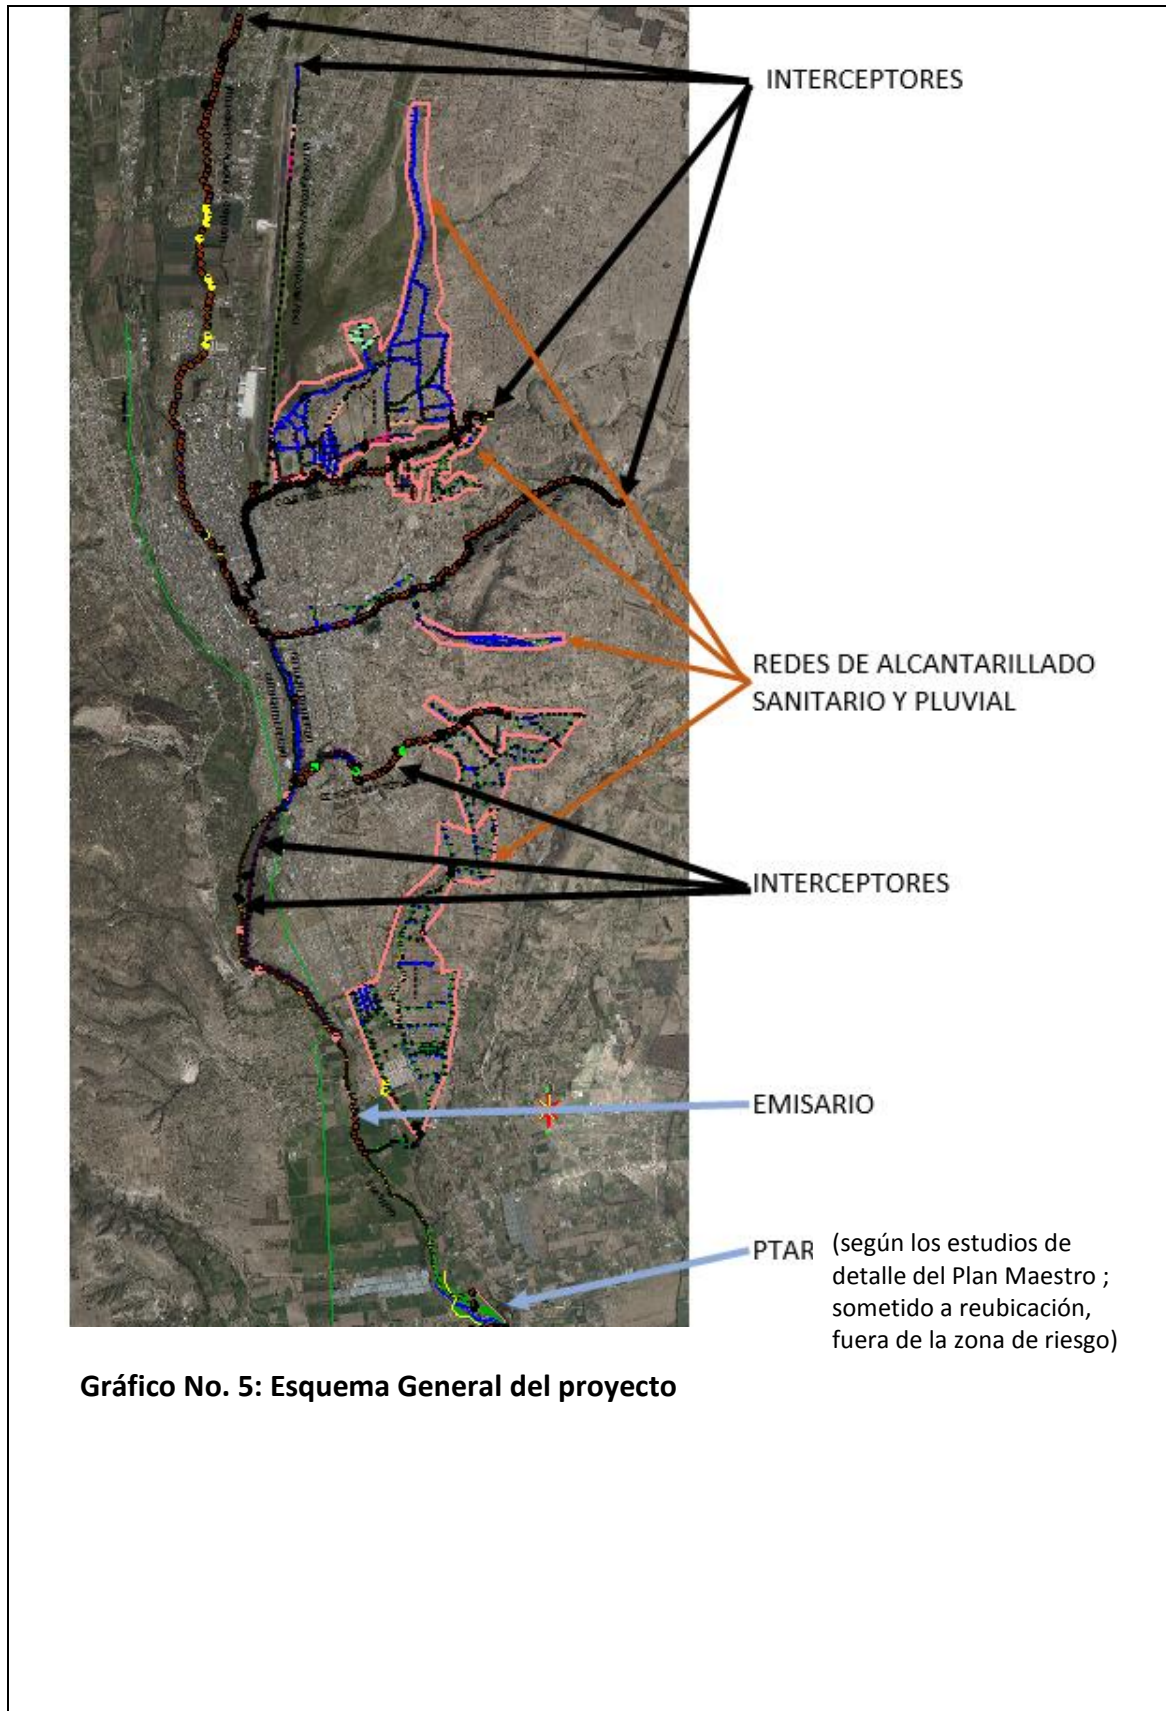 INTERCEPTORES
REDES DE ALCANTARILLADO
SANITARIO Y PLUVIAL
INTERCEPTORES
EMISARIO
PTAR
(según los estudios de
detalle del Plan Maestro ;
sometido a reubicación,
fuera de la zona de riesgo)
Gráfico No. 5: Esquema General del proyecto